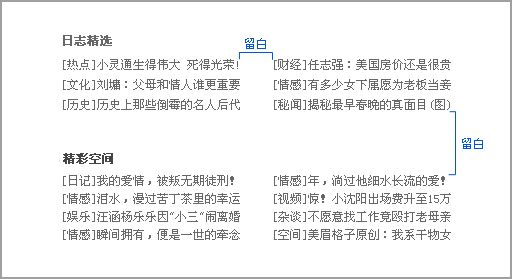 日志精选
留白
[热点]小灵通生得伟大 死得光荣!
[财经]任志强：美国房价还是很贵
[文化]刘墉：父母和情人谁更重要
[情感]有多少女下属愿为老板当妾
[历史]历史上那些倒霉的名人后代
[秘闻]揭秘最早春晚的真面目(图)
留白
精彩空间
[日记]我的爱情，被叛无期徒刑！
[情感]年，淌过他细水长流的爱！
[情感]泪水，漫过苦丁茶里的幸运
[视频]惊！小沈阳出场费升至15万
[娱乐]汪涵杨乐乐因“小三”闹离婚
[杂谈]不愿意找工作竟殴打老母亲
[情感]瞬间拥有，便是一世的牵念
[空间]美眉格子原创：我系干物女